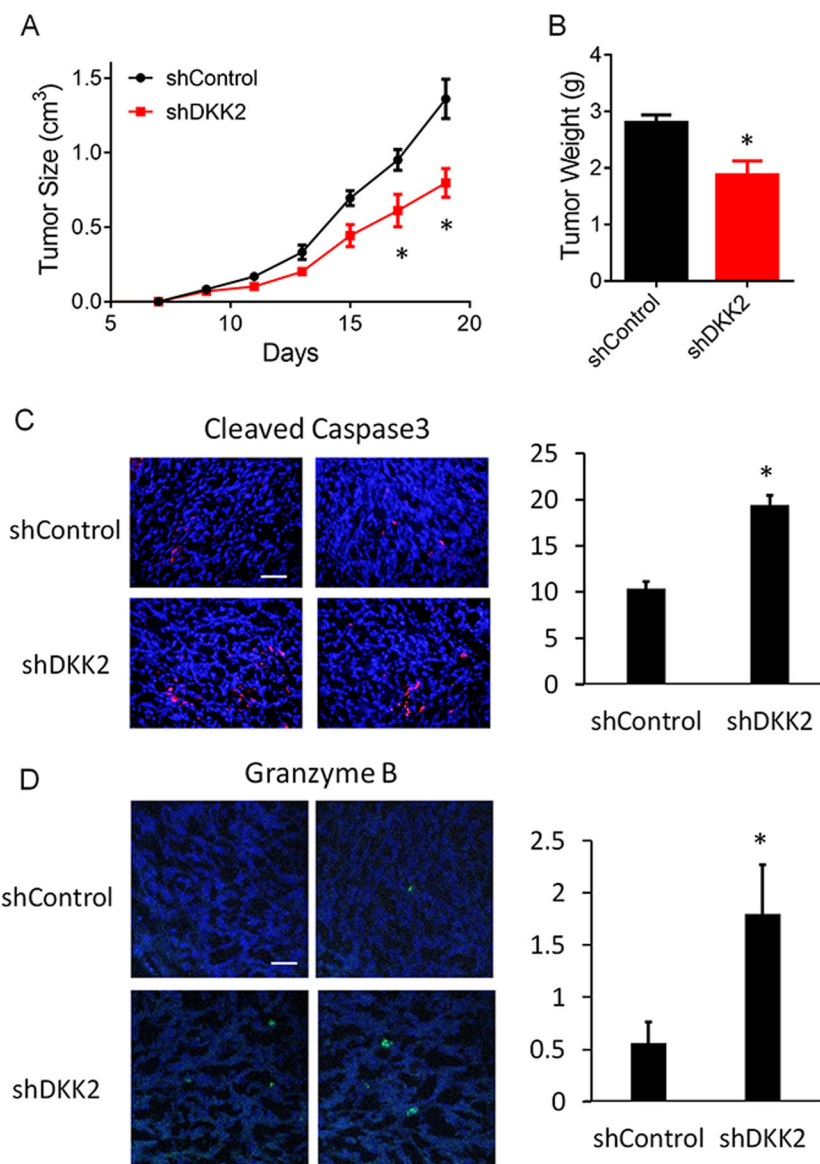 A
shControl
shDKK2
Tumor Size (cm³)
1.5
1.0
0.5
0.0
5
10
15
20
*
*
Days
B
Tumor Weight (g)
4
3
2
1
0
*
shControl
shDKK2
C
Cleaved Caspase3
shControl
shDKK2
25
20
15
10
5
0
*
shControl
shDKK2
D
Granzyme B
shControl
shDKK2
2.5
2
1.5
1
0.5
0
*
shControl
shDKK2